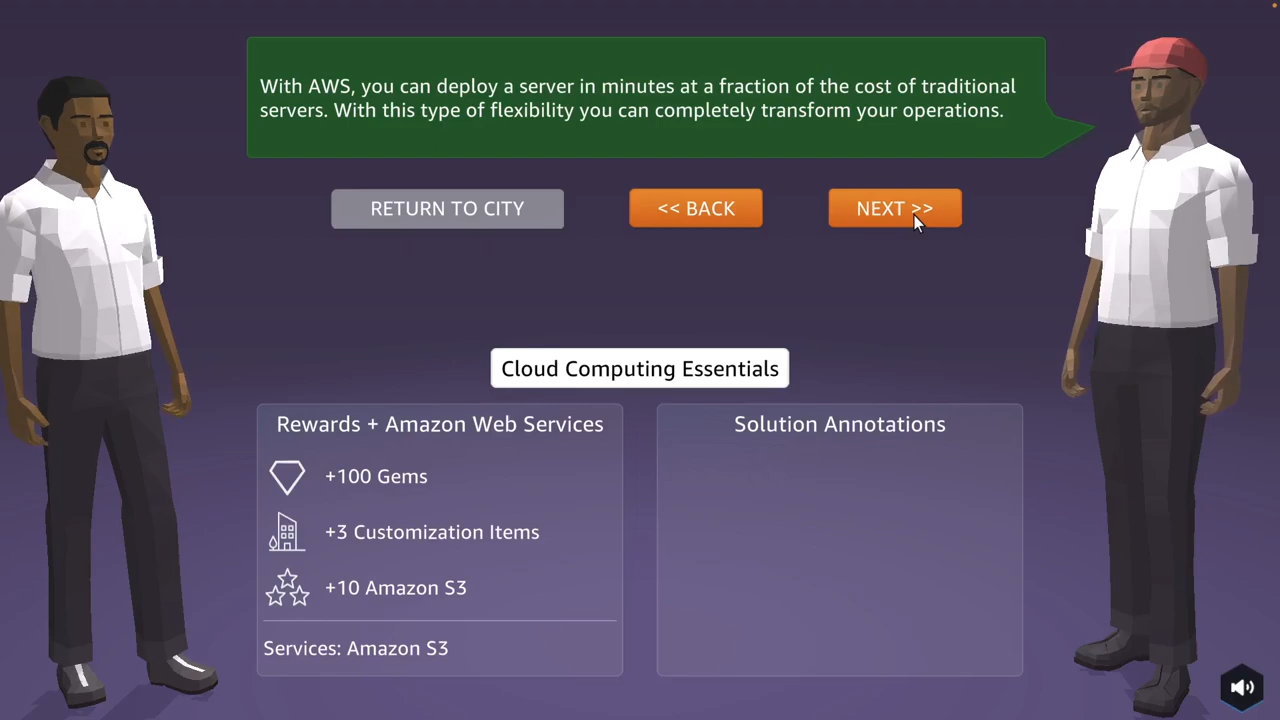 With AWS, you can deploy a server in minutes at a fraction of the cost of traditional
servers. With this type of flexibility you can completely transform your operations.
RETURN TO CITY
<< BACK
NEXT >>
Cloud Computing Essentials
Rewards + Amazon Web Services
+100 Gems
+3 Customization Items
+10 Amazon S3
Services: Amazon S3
Solution Annotations